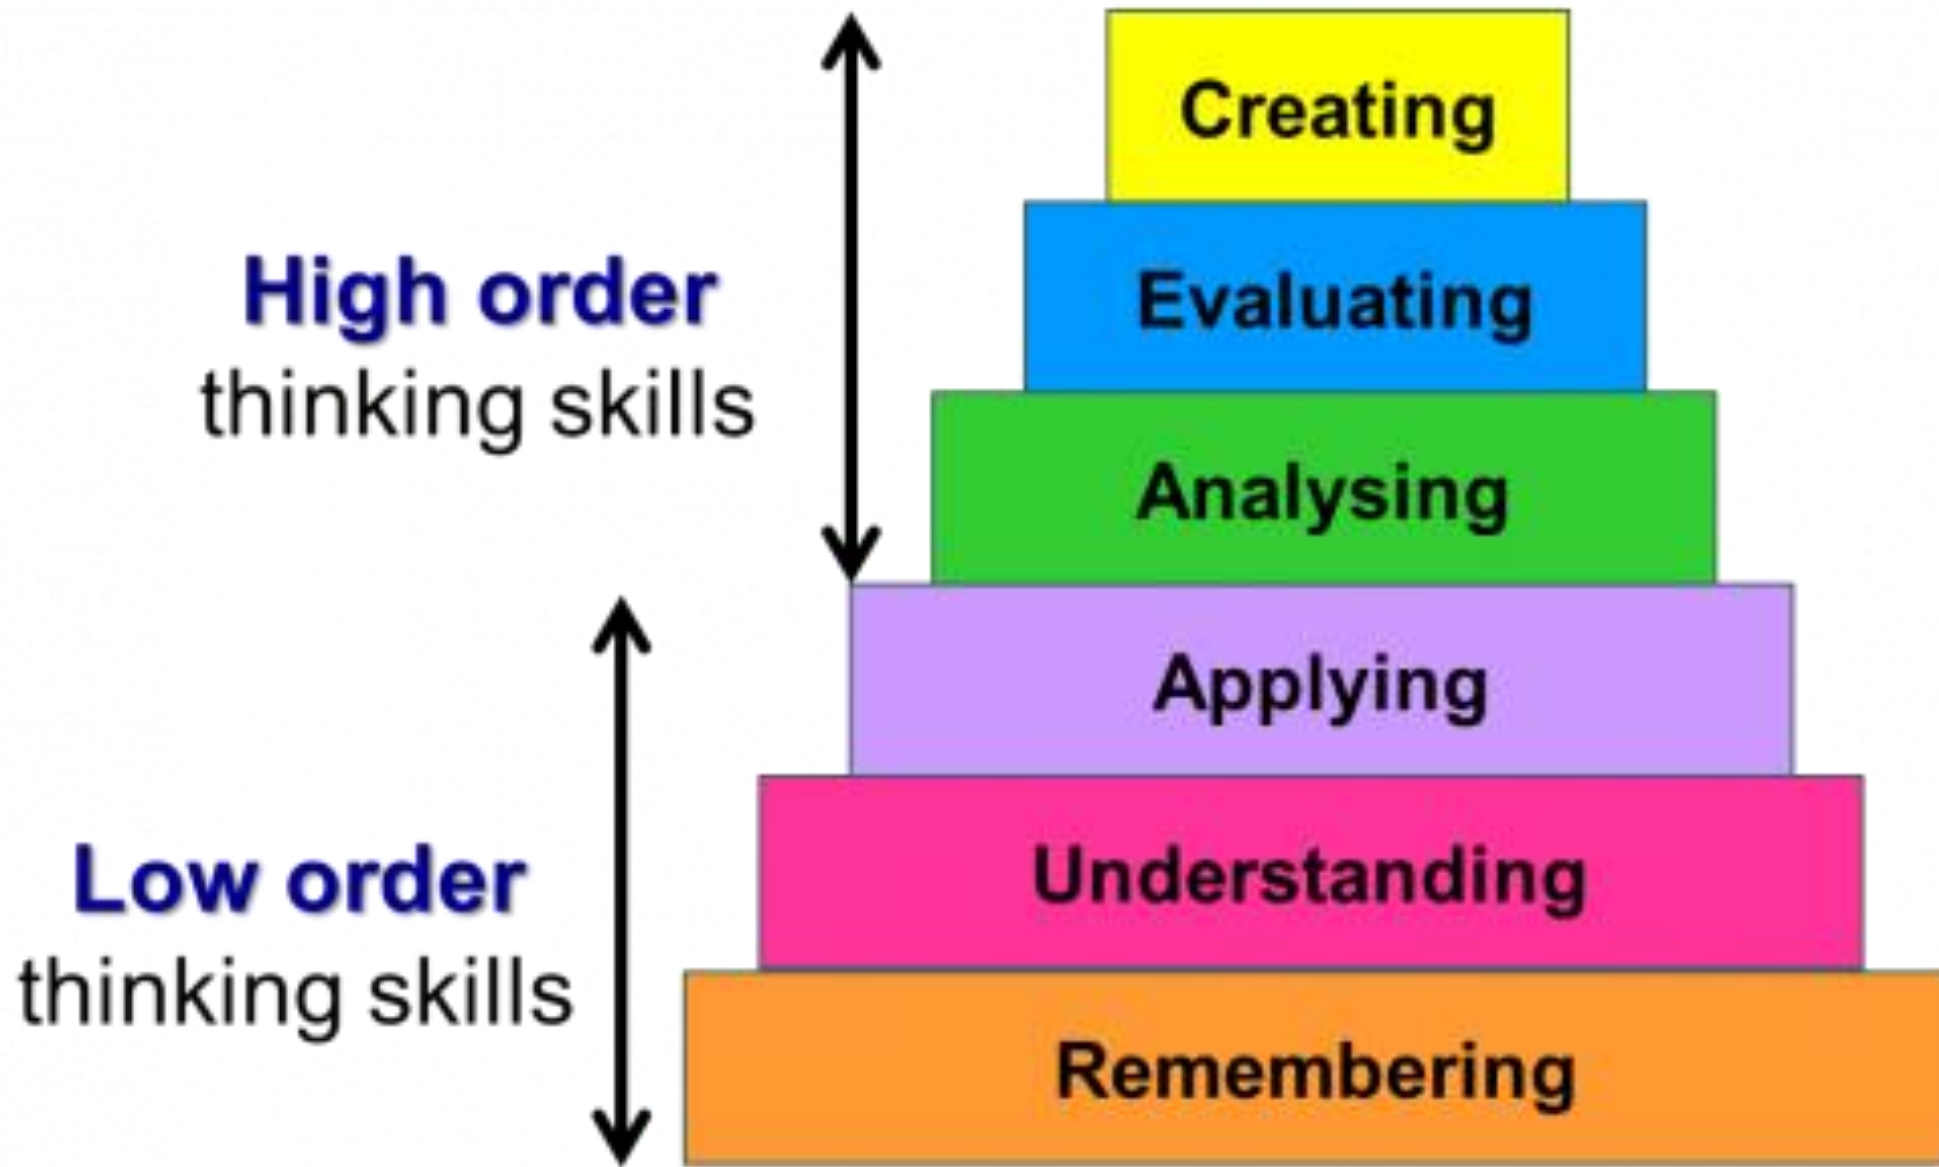 Creating
Evaluating
High order
thinking skills
Analysing
Applying
Understanding
Low order
thinking skills
Remembering